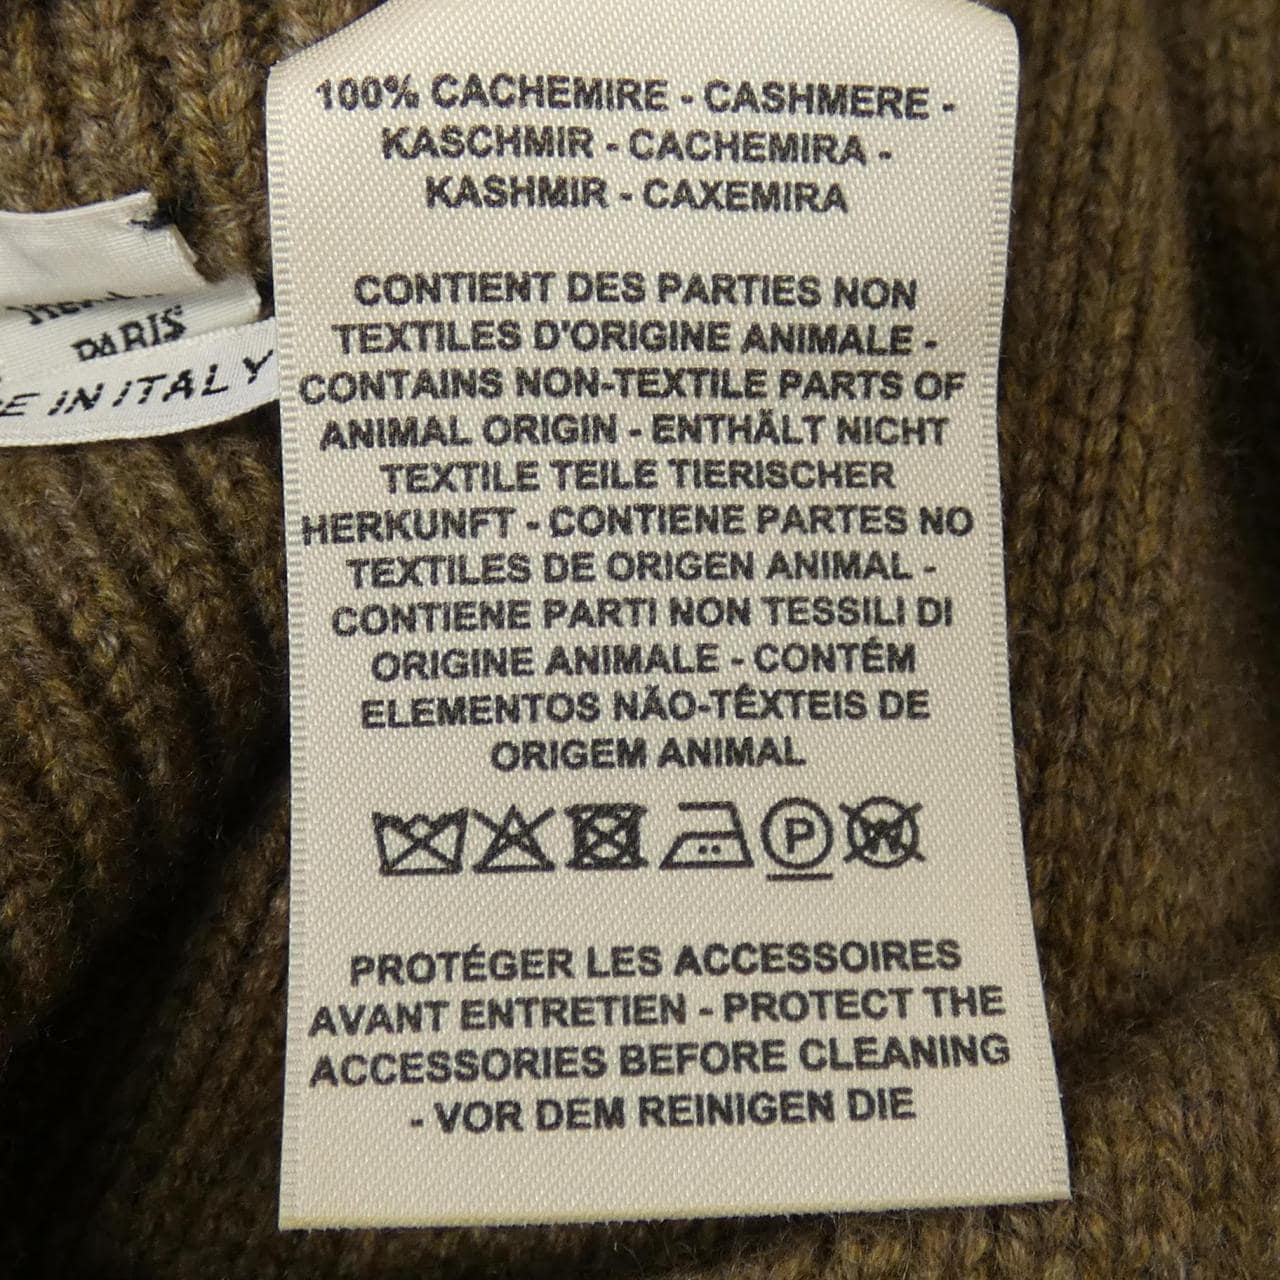 100% CACHEMIRE - CASHMERE -
KASCHMIR - CACHEMIRA -
KASHMIR - CAXEMIRA
CONTIENT DES PARTIES NON
TEXTILES D'ORIGINE ANIMALE -
CONTAINS NON-TEXTILE PARTS OF
ANIMAL ORIGIN - ENTHÄLT NICHT
TEXTILE TEILE TIERISCHER
HERKUNFT - CONTIENE PARTES NO
TEXTILES DE ORIGEN ANIMAL -
CONTIENE PARTI NON TESSILI DI
ORIGINE ANIMALE - CONTÉM
ELEMENTOS NÃO-TÊXTEIS DE
ORIGEM ANIMAL
P W
PROTÉGER LES ACCESSOIRES
AVANT ENTRETIEN - PROTECT THE
ACCESSORIES BEFORE CLEANING
- VOR DEM REINIGEN DIE
PARIS
E IN ITALY